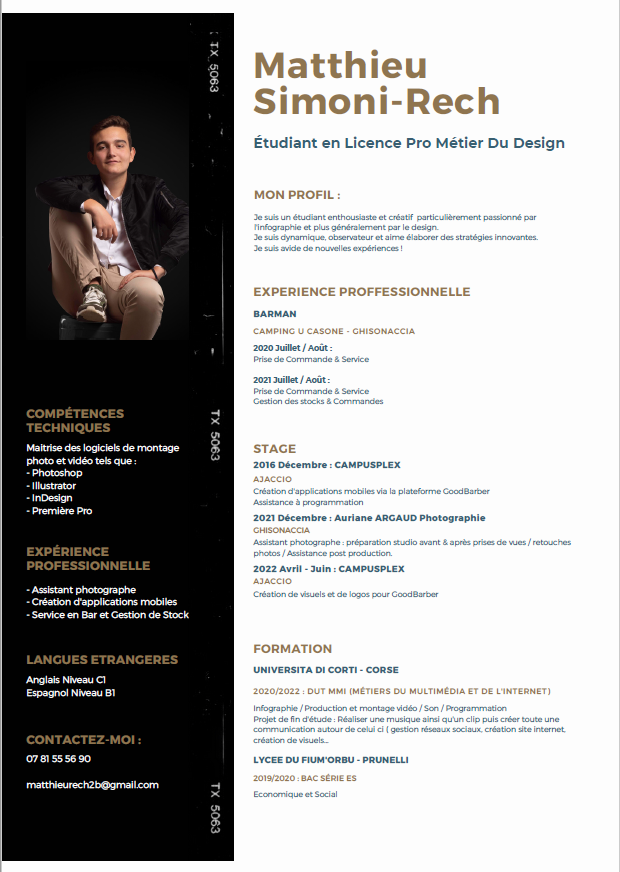 TX 5063
COMPÉTENCES
TECHNIQUES
Maitrise des logiciels de montage
photo et vidéo tels que :
- Photoshop
- Illustrator
- InDesign
- Première Pro
EXPÉRIENCE
PROFESSIONNELLE
- Assistant photographe
- Création d'applications mobiles
- Service en Bar et Gestion de Stock
LANGUES ETRANGERES
Anglais Niveau C1
Espagnol Niveau B1
CONTACTEZ-MOI :
07 81 55 56 90
matthieurech2b@gmail.com
TX 5063
TX 5063
Matthieu
Simoni-Rech
Étudiant en Licence Pro Métier Du Design
MON PROFIL :
Je suis un étudiant enthousiaste et créatif particulièrement passionné par
l'Infographie et plus généralement par le design.
Je suis dynamique, observateur et aime élaborer des stratégies innovantes.
Je suis avide de nouvelles expériences !
EXPERIENCE PROFFESSIONNELLE
BARMAN
CAMPING U CASONE - GHISONACCIA
2020 Juillet / Août :
Prise de Commande & Service
2021 Juillet / Août :
Prise de Commande & Service
Gestion des stocks & Commandes
STAGE
2016 Décembre : CAMPUSPLEX
AJACCIO
Création d'applications mobiles via la plateforme GoodBarber
Assistance à programmation
2021 Décembre : Auriane ARGAUD Photographie
GHISONACCIA
Assistant photographe : préparation studio avant & après prises de vues / retouches
photos / Assistance post production.
2022 Avril - Juin : CAMPUSPLEX
AJACCIO
Création de visuels et de logos pour GoodBarber
FORMATION
UNIVERSITA DI CORTI - CORSE
2020/2022 : DUT MMI (MÉTIERS DU MULTIMÉDIA ET DE L'INTERNET)
Infographie / Production et montage vidéo / Son / Programmation
Projet de fin d'étude : Réaliser une musique ainsi qu'un clip puis créer toute une
communication autour de celui ci ( gestion réseaux sociaux, création site internet,
création de visuels...
LYCEE DU FIUM'ORBU - PRUNELLI
2019/2020 : BAC SÉRIE ES
Economique et Social